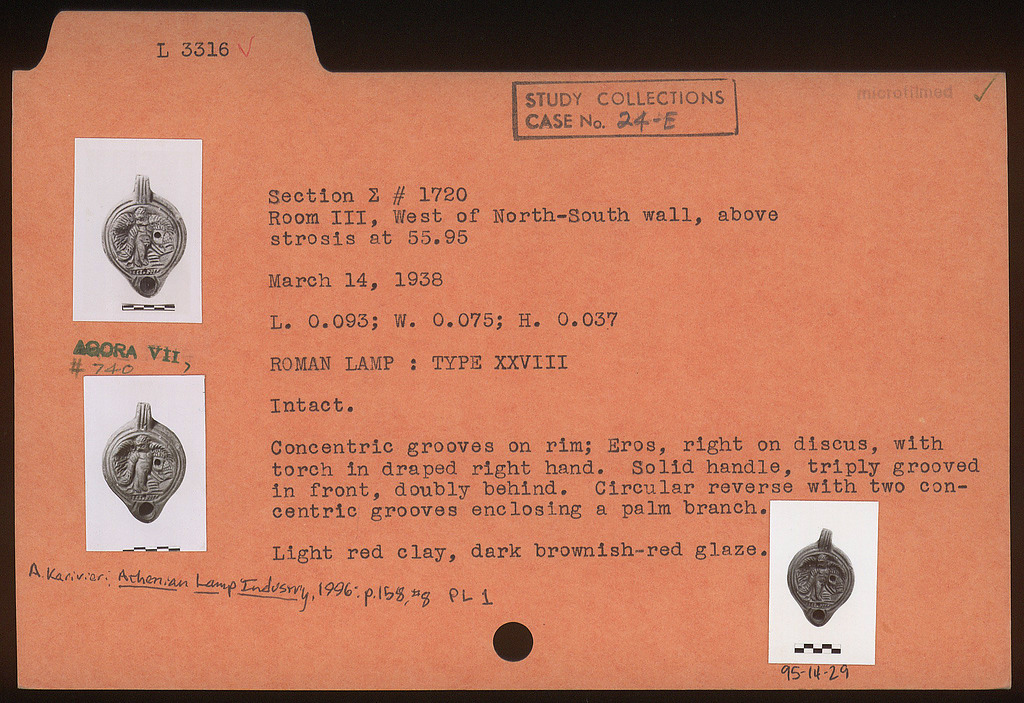 L 3316 ✓
microfilmed ✓
STUDY COLLECTIONS
CASE No. 24-E
Section Σ # 1720
Room III, West of North-South wall, above
strosis at 55.95
March 14, 1938
L. 0.093; W. 0.075; H. 0.037
AGORA VII,
# 740
ROMAN LAMP : TYPE XXVIII
Intact.
Concentric grooves on rim; Eros, right on discus, with
torch in draped right hand. Solid handle, triply grooved
in front, doubly behind. Circular reverse with two con-
centric grooves enclosing a palm branch.
Light red clay, dark brownish-red glaze.
A. Karivieri, Athenian Lamp Industry, 1996: p.158, #8 PL 1
95-14-29